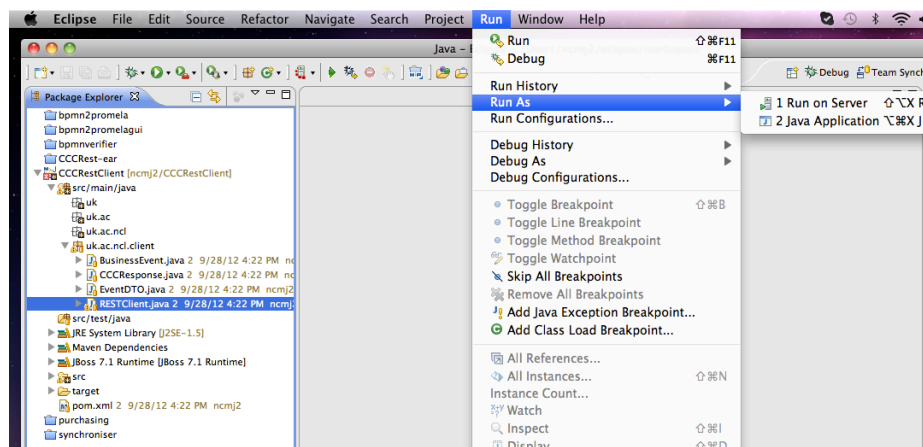 Eclipse File Edit Source Refactor Navigate Search Project Run Window Help
Java –
Debug Team Sync
Package Explorer
bpmn2promela
bpmn2promelagui
bpmnverifier
CCCRest-ear
CCCRestClient [ncmj2/CCCRestClient]
src/main/java
uk
uk.ac
uk.ac.ncl
uk.ac.ncl.client
BusinessEvent.java 2 9/28/12 4:22 PM nc
CCCResponse.java 2 9/28/12 4:22 PM nc
EventDTO.java 2 9/28/12 4:22 PM ncmj2
RESTClient.java 2 9/28/12 4:22 PM ncmj2
src/test/java
JRE System Library [J2SE-1.5]
Maven Dependencies
JBoss 7.1 Runtime [JBoss 7.1 Runtime]
src
target
pom.xml 2 9/28/12 4:22 PM ncmj2
purchasing
synchroniser
Run ⇧⌘F11
Debug ⌘F11
Run History
Run As
Run Configurations...
Debug History
Debug As
Debug Configurations...
Toggle Breakpoint ⇧⌘B
Toggle Line Breakpoint
Toggle Method Breakpoint
Toggle Watchpoint
Skip All Breakpoints
Remove All Breakpoints
Add Java Exception Breakpoint...
Add Class Load Breakpoint...
All References...
All Instances... ⇧⌘N
Instance Count...
Watch
Inspect ⇧⌘I
Display ⇧⌘D
1 Run on Server ⇧⌥X R
2 Java Application ⌥⌘X J